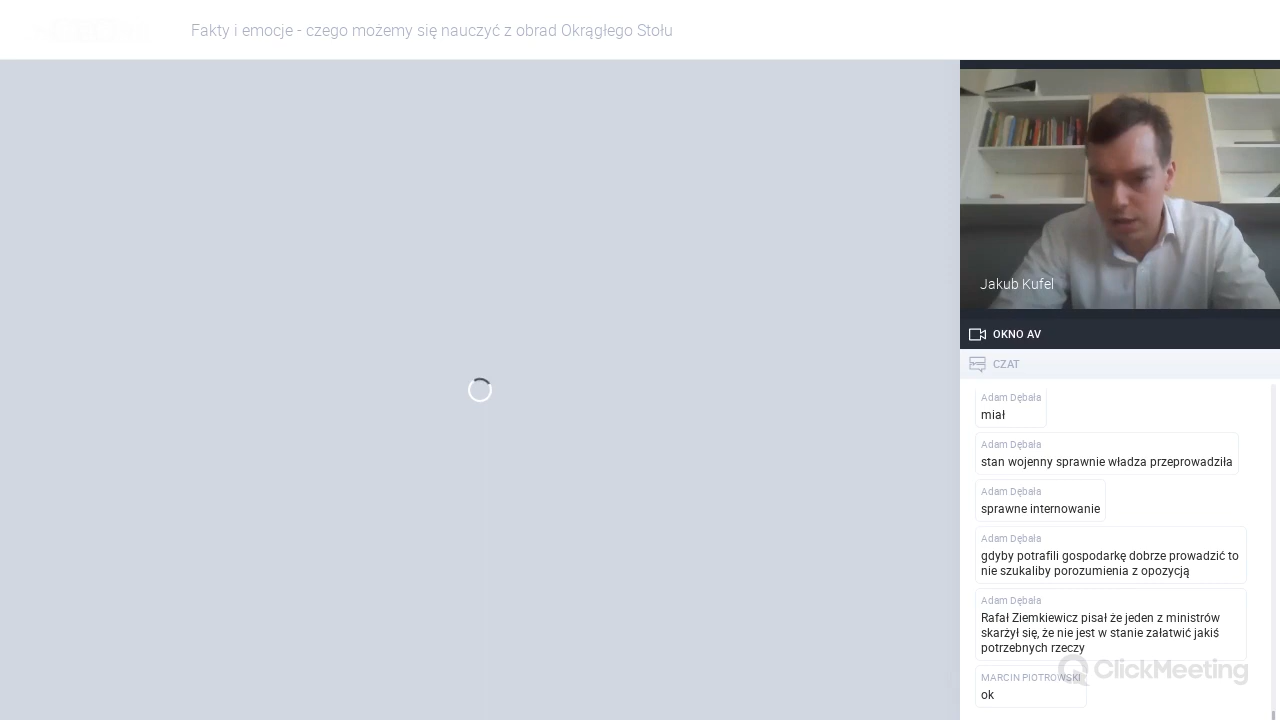 Fakty i emocje - czego możemy się nauczyć z obrad Okrągłego Stołu
Jakub Kufel
OKNO AV
CZAT
Adam Dębała
miał
Adam Dębała
stan wojenny sprawnie władza przeprowadziła
Adam Dębała
sprawne internowanie
Adam Dębała
gdyby potrafili gospodarkę dobrze prowadzić to
nie szukaliby porozumienia z opozycją
Adam Dębała
Rafał Ziemkiewicz pisał że jeden z ministrów
skarżył się, że nie jest w stanie załatwić jakiś
potrzebnych rzeczy
ClickMeeting
MARCIN PIOTROWSKI
ok